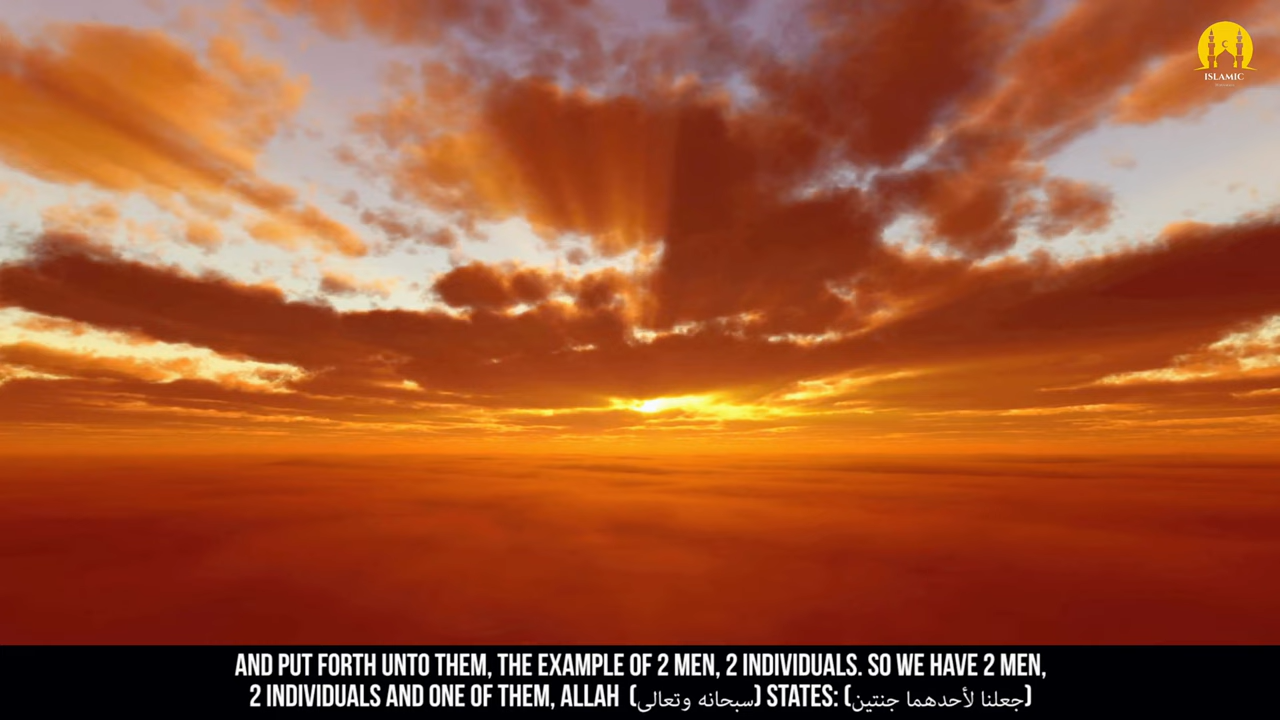 ISLAMIC
AND PUT FORTH UNTO THEM, THE EXAMPLE OF 2 MEN, 2 INDIVIDUALS. SO WE HAVE 2 MEN,
2 INDIVIDUALS AND ONE OF THEM, ALLAH (سبحانه وتعالى) STATES: (جعلنا لأحدهما جنتين)